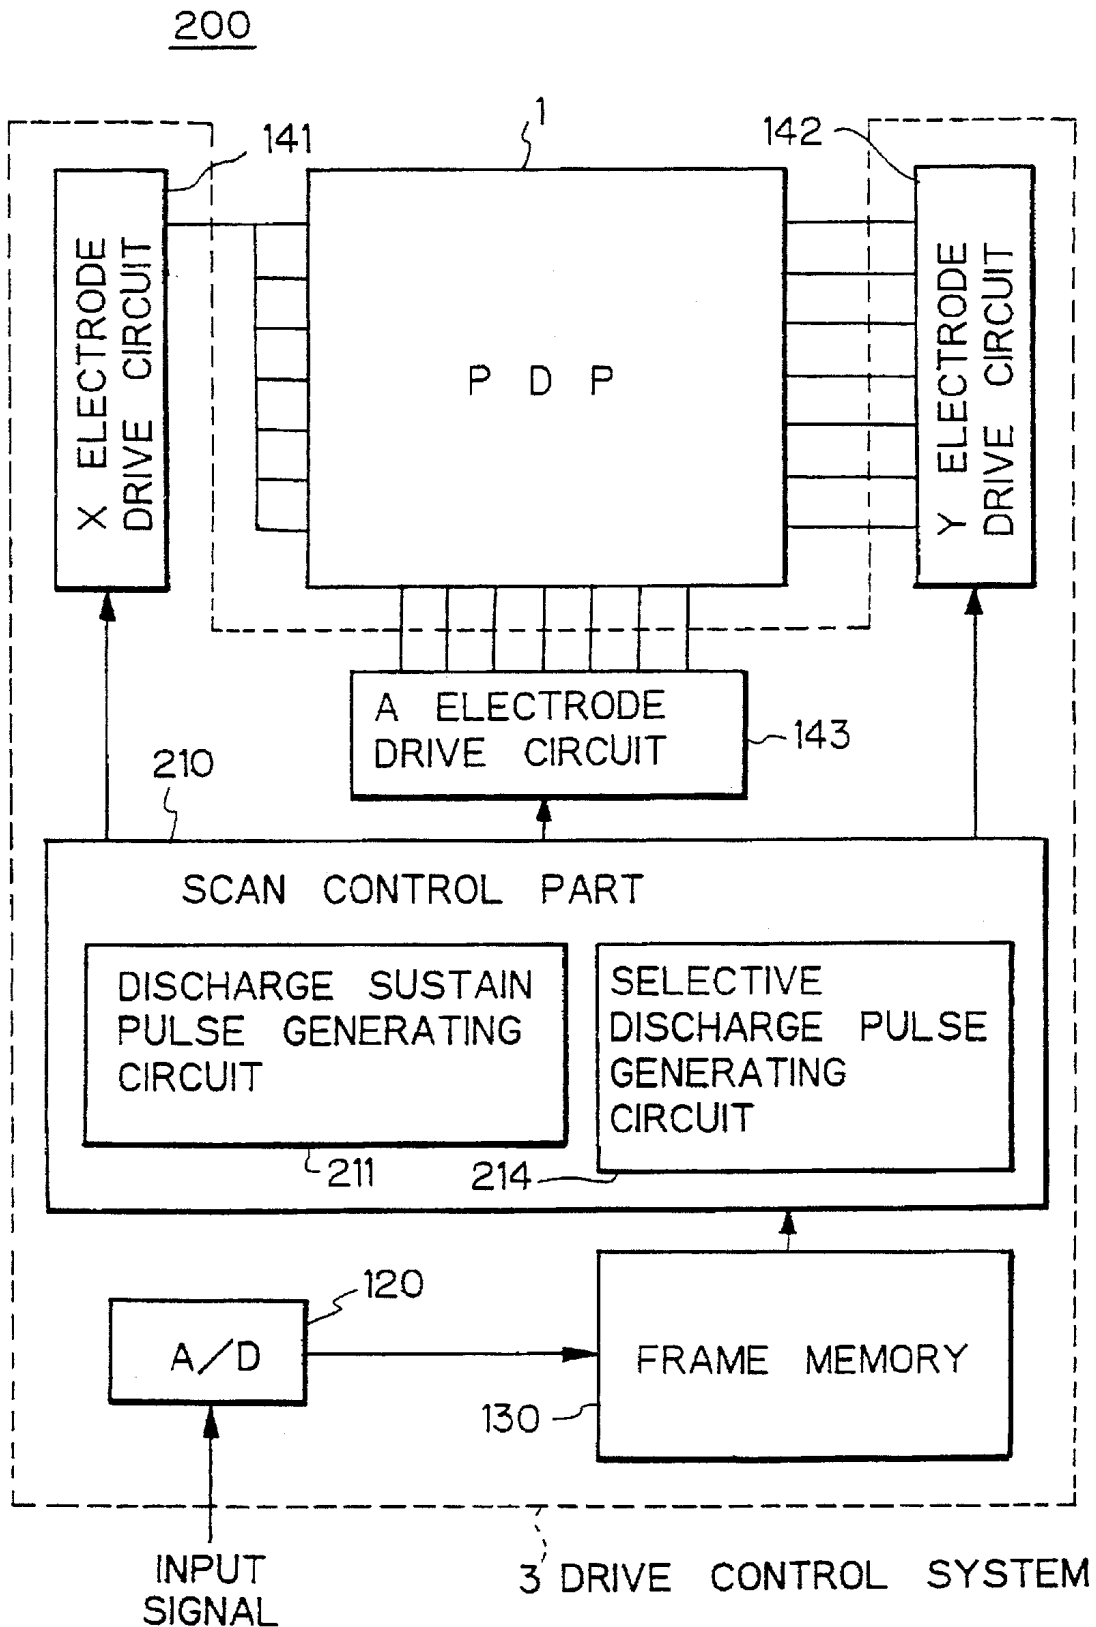 200
1
141
142
X ELECTRODE
DRIVE CIRCUIT
P D P
Y ELECTRODE
DRIVE CIRCUIT
A ELECTRODE
DRIVE CIRCUIT
143
210
SCAN CONTROL PART
DISCHARGE SUSTAIN
PULSE GENERATING
CIRCUIT
211
SELECTIVE
DISCHARGE PULSE
GENERATING
CIRCUIT
214
120
A/D
FRAME MEMORY
130
INPUT
SIGNAL
3 DRIVE CONTROL SYSTEM